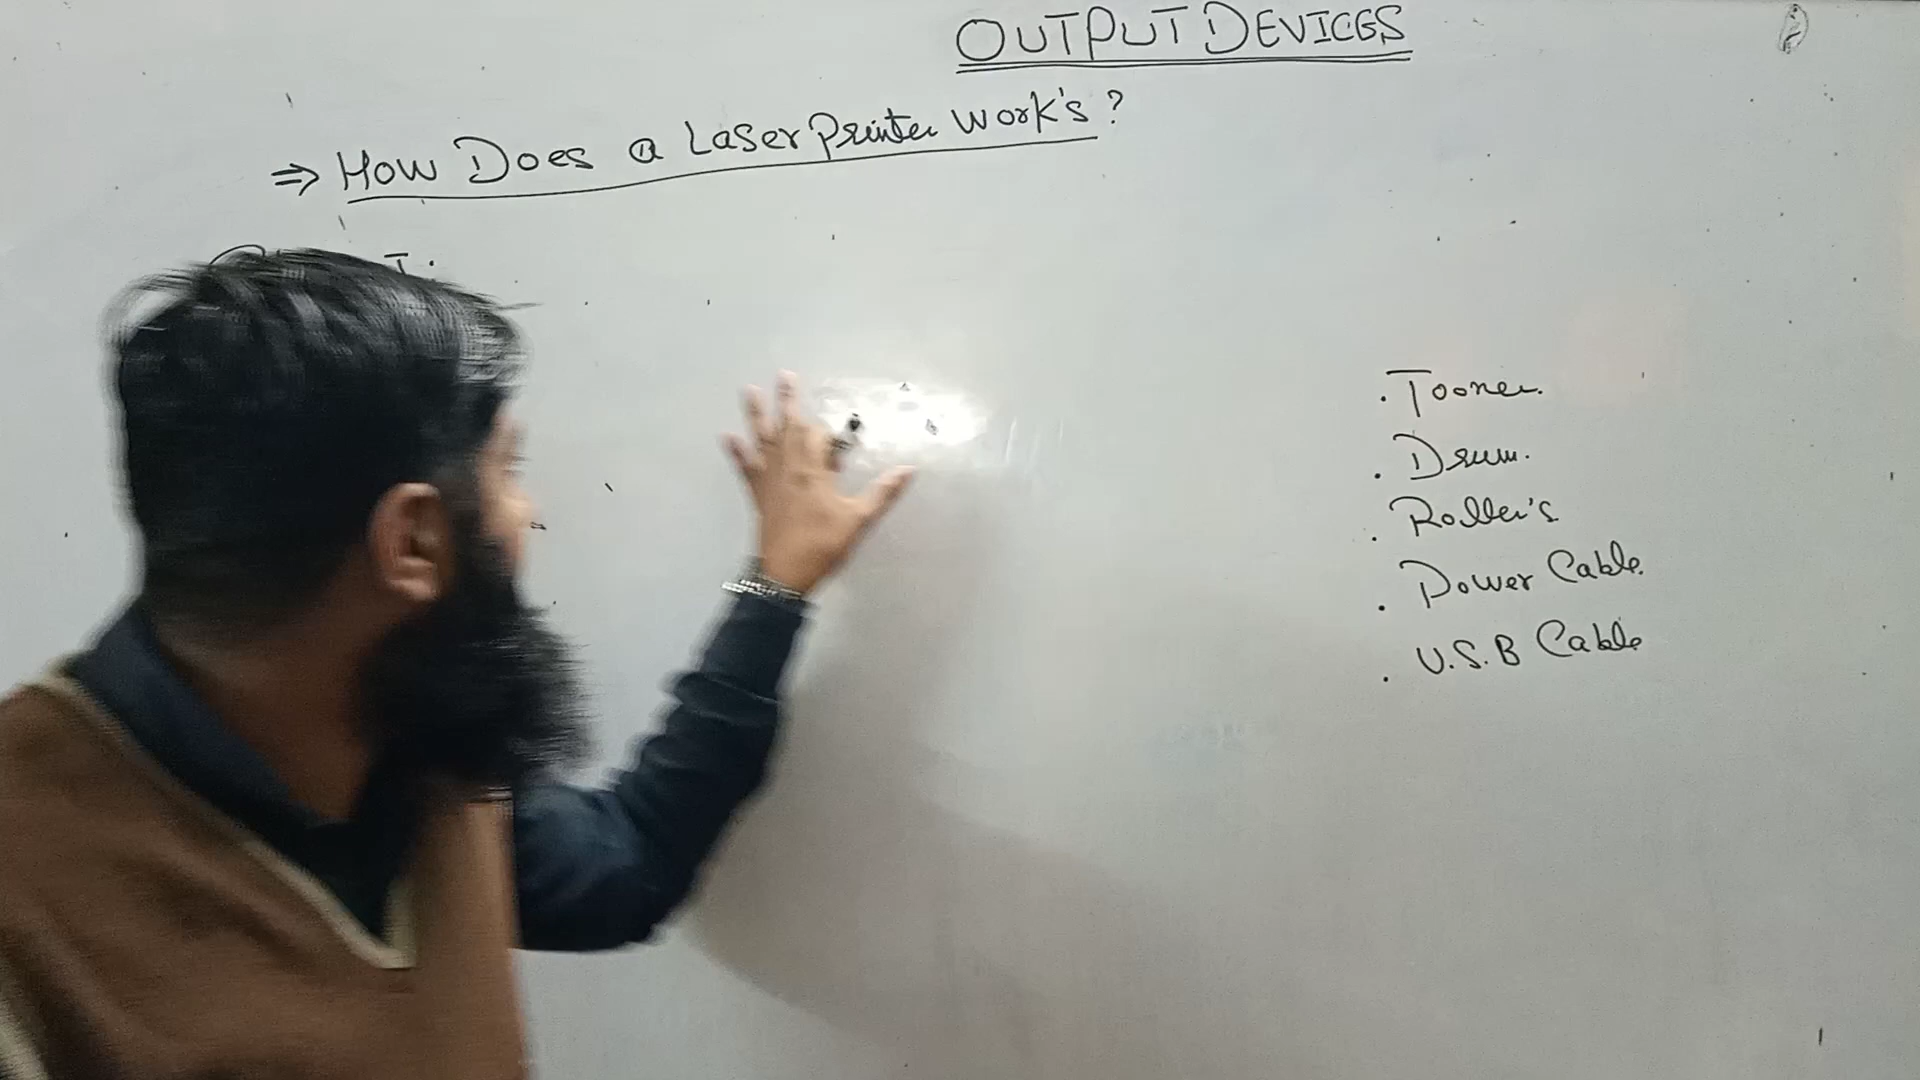 OUTPUT DEVICES
⇒ How Does a Laser Printer Work's ?
. Tooner.
. Drum.
. Roller's
. Power Cable.
. U.S.B Cable